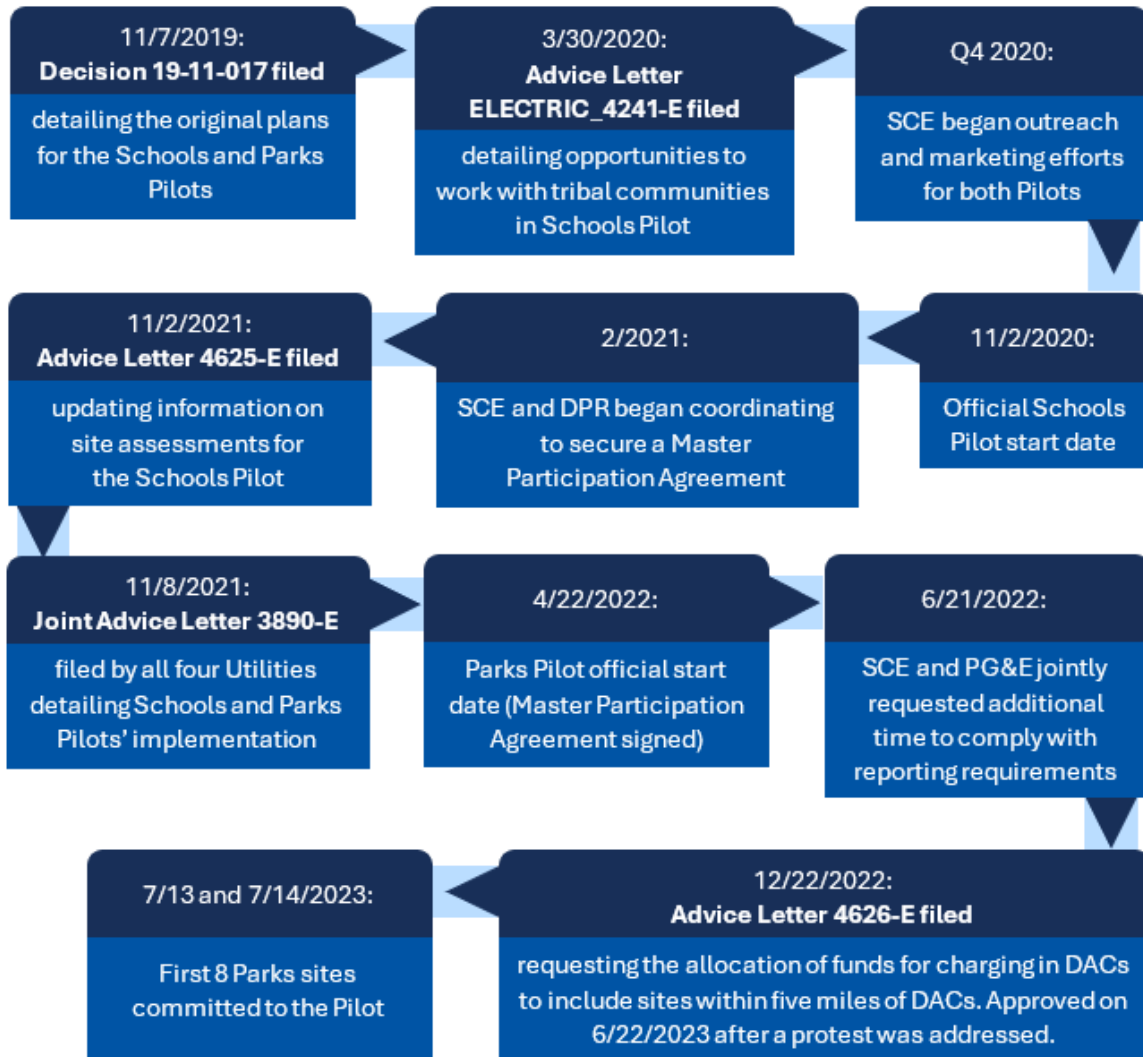 11/7/2019:
Decision 19-11-017 filed
detailing the original plans
for the Schools and Parks
Pilots
3/30/2020:
Advice Letter
ELECTRIC_4241-E filed
detailing opportunities to
work with tribal communities
in Schools Pilot
Q4 2020:
SCE began outreach
and marketing efforts
for both Pilots
11/2/2020:
Official Schools
Pilot start date
2/2021:
SCE and DPR began coordinating
to secure a Master
Participation Agreement
11/2/2021:
Advice Letter 4625-E filed
updating information on
site assessments for
the Schools Pilot
11/8/2021:
Joint Advice Letter 3890-E
filed by all four Utilities
detailing Schools and Parks
Pilots’ implementation
4/22/2022:
Parks Pilot official start
date (Master Participation
Agreement signed)
6/21/2022:
SCE and PG&E jointly
requested additional
time to comply with
reporting requirements
12/22/2022:
Advice Letter 4626-E filed
requesting the allocation of funds for charging in DACs
to include sites within five miles of DACs. Approved on
6/22/2023 after a protest was addressed.
7/13 and 7/14/2023:
First 8 Parks sites
committed to the Pilot